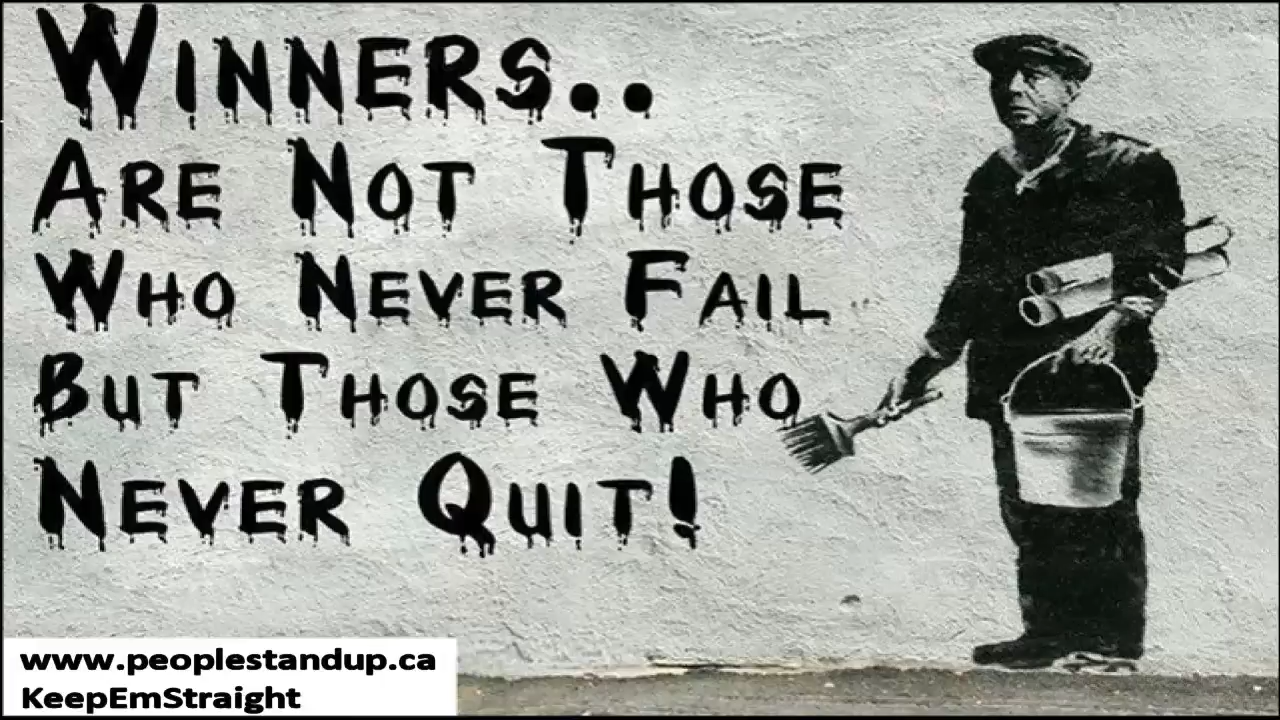 WINNERS..
ARE NOT THOSE
WHO NEVER FAIL
BUT THOSE WHO
NEVER QUIT!
www.peoplestandup.ca
KeepEmStraight